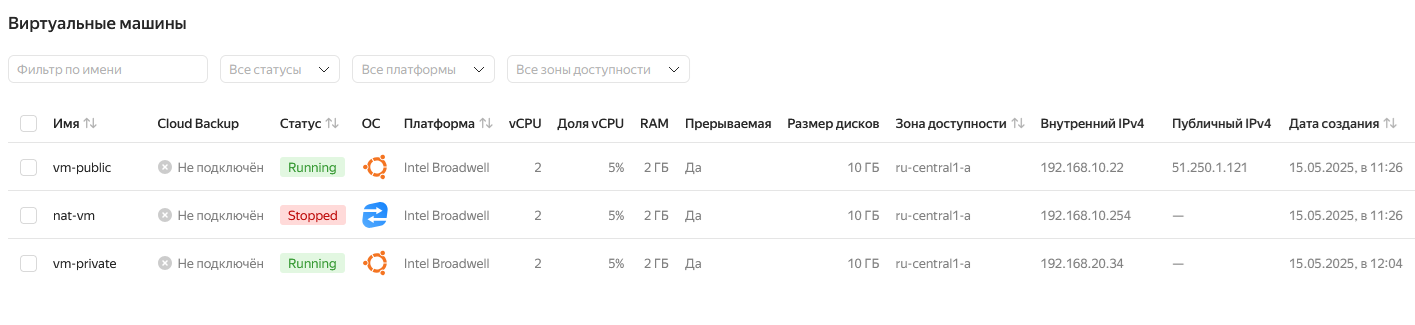 Виртуальные машины
Фильтр по имени Все статусы Все платформы Все зоны доступности
Имя Cloud Backup Статус ОС Платформа vCPU Доля vCPU RAM Прерываемая Размер дисков Зона доступности Внутренний IPv4 Публичный IPv4 Дата создания
vm-public Не подключён Running Intel Broadwell 2 5% 2 ГБ Да 10 ГБ ru-central1-a 192.168.10.22 51.250.1.121 15.05.2025, в 11:26
nat-vm Не подключён Stopped Intel Broadwell 2 5% 2 ГБ Да 10 ГБ ru-central1-a 192.168.10.254 — 15.05.2025, в 11:26
vm-private Не подключён Running Intel Broadwell 2 5% 2 ГБ Да 10 ГБ ru-central1-a 192.168.20.34 — 15.05.2025, в 12:04